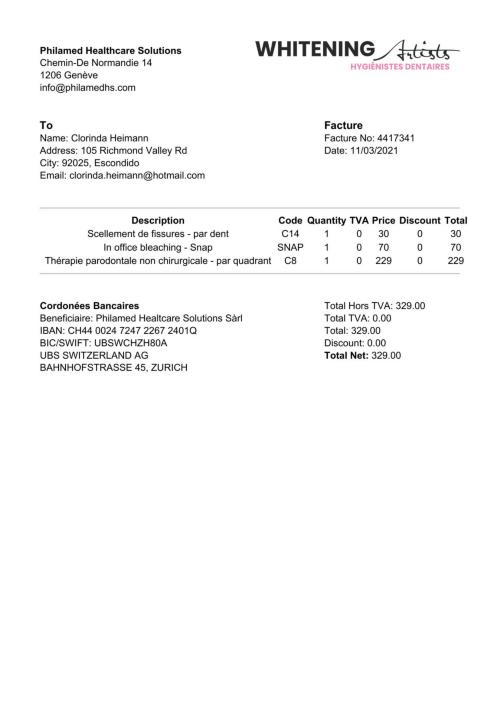 Philamed Healthcare Solutions
Chemin-De Normandie 14
1206 Genève
info@philamedhs.com
WHITENING Artists
HYGIÉNISTES DENTAIRES
To
Name: Clorinda Heimann
Address: 105 Richmond Valley Rd
City: 92025, Escondido
Email: clorinda.heimann@hotmail.com
Facture
Facture No: 4417341
Date: 11/03/2021
Description Code Quantity TVA Price Discount Total
Scellement de fissures - par dent C14 1 0 30 0 30
In office bleaching - Snap SNAP 1 0 70 0 70
Thérapie parodontale non chirurgicale - par quadrant C8 1 0 229 0 229
Cordonées Bancaires
Beneficiaire: Philamed Healtcare Solutions Sàrl
IBAN: CH44 0024 7247 2267 2401Q
BIC/SWIFT: UBSWCHZH80A
UBS SWITZERLAND AG
BAHNHOFSTRASSE 45, ZURICH
Total Hors TVA: 329.00
Total TVA: 0.00
Total: 329.00
Discount: 0.00
Total Net: 329.00